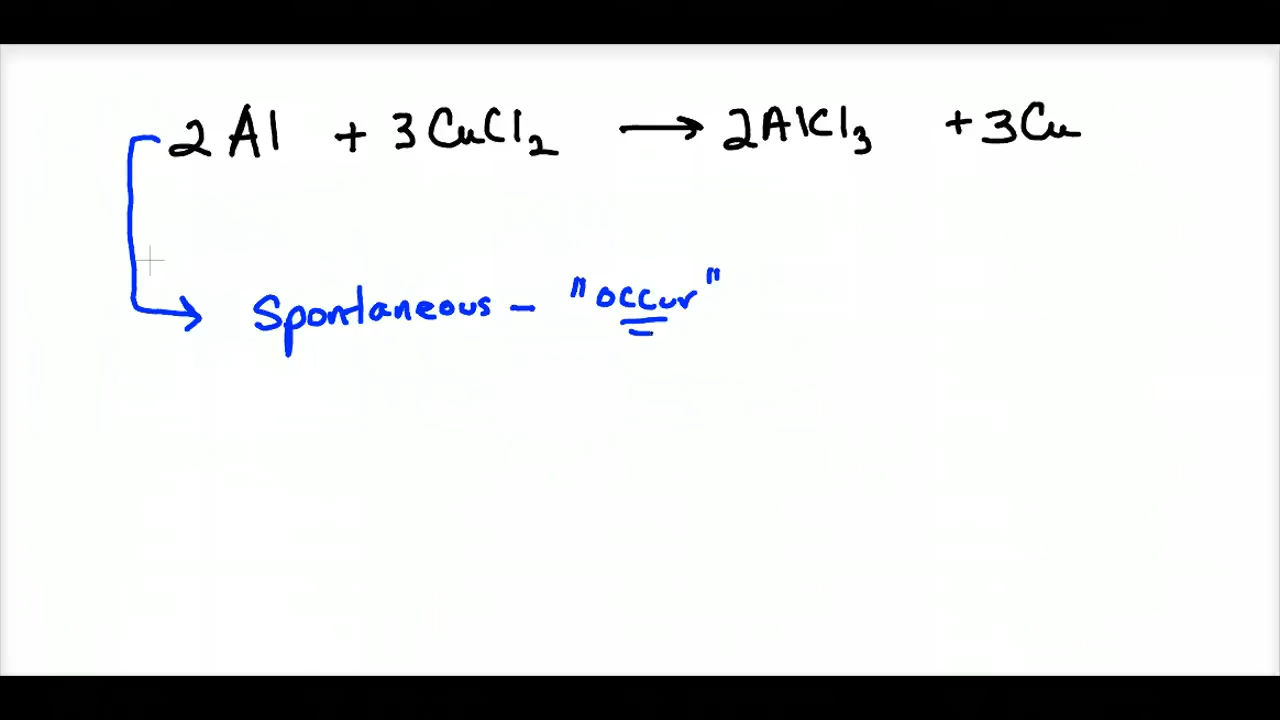 2Al + 3CuCl₂ → 2AlCl₃ + 3Cu
Spontaneous - "occur"